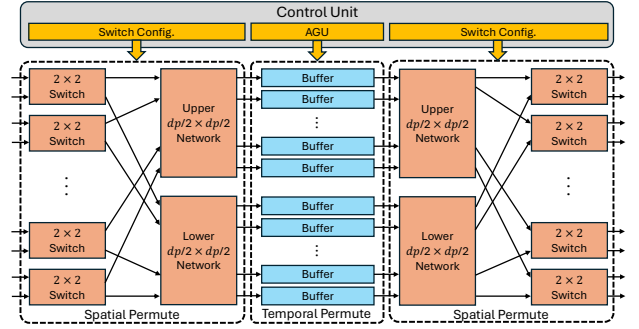 Control Unit
Switch Config.
AGU
Switch Config.
2 × 2
Switch
2 × 2
Switch
⋮
2 × 2
Switch
2 × 2
Switch
Upper
dp/2 × dp/2
Network
Lower
dp/2 × dp/2
Network
Spatial Permute
Buffer
Buffer
⋮
Buffer
Buffer
Buffer
Buffer
⋮
Buffer
Buffer
Temporal Permute
Upper
dp/2 × dp/2
Network
Lower
dp/2 × dp/2
Network
2 × 2
Switch
2 × 2
Switch
⋮
2 × 2
Switch
2 × 2
Switch
Spatial Permute